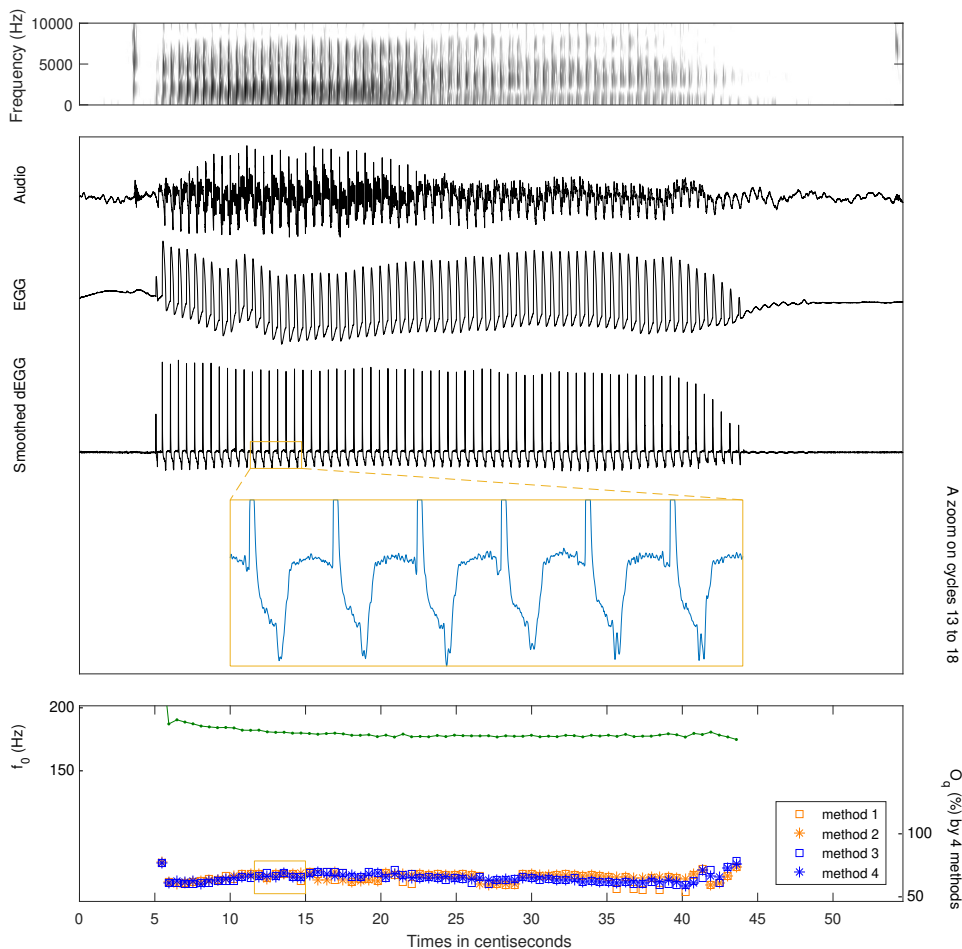 Frequency (Hz)
10000
5000
0
Audio
EGG
Smoothed dEGG
A zoom on cycles 13 to 18
f_0 (Hz)
200
150
O_q (%) by 4 methods
100
50
method 1
method 2
method 3
method 4
0 5 10 15 20 25 30 35 40 45 50
Times in centiseconds